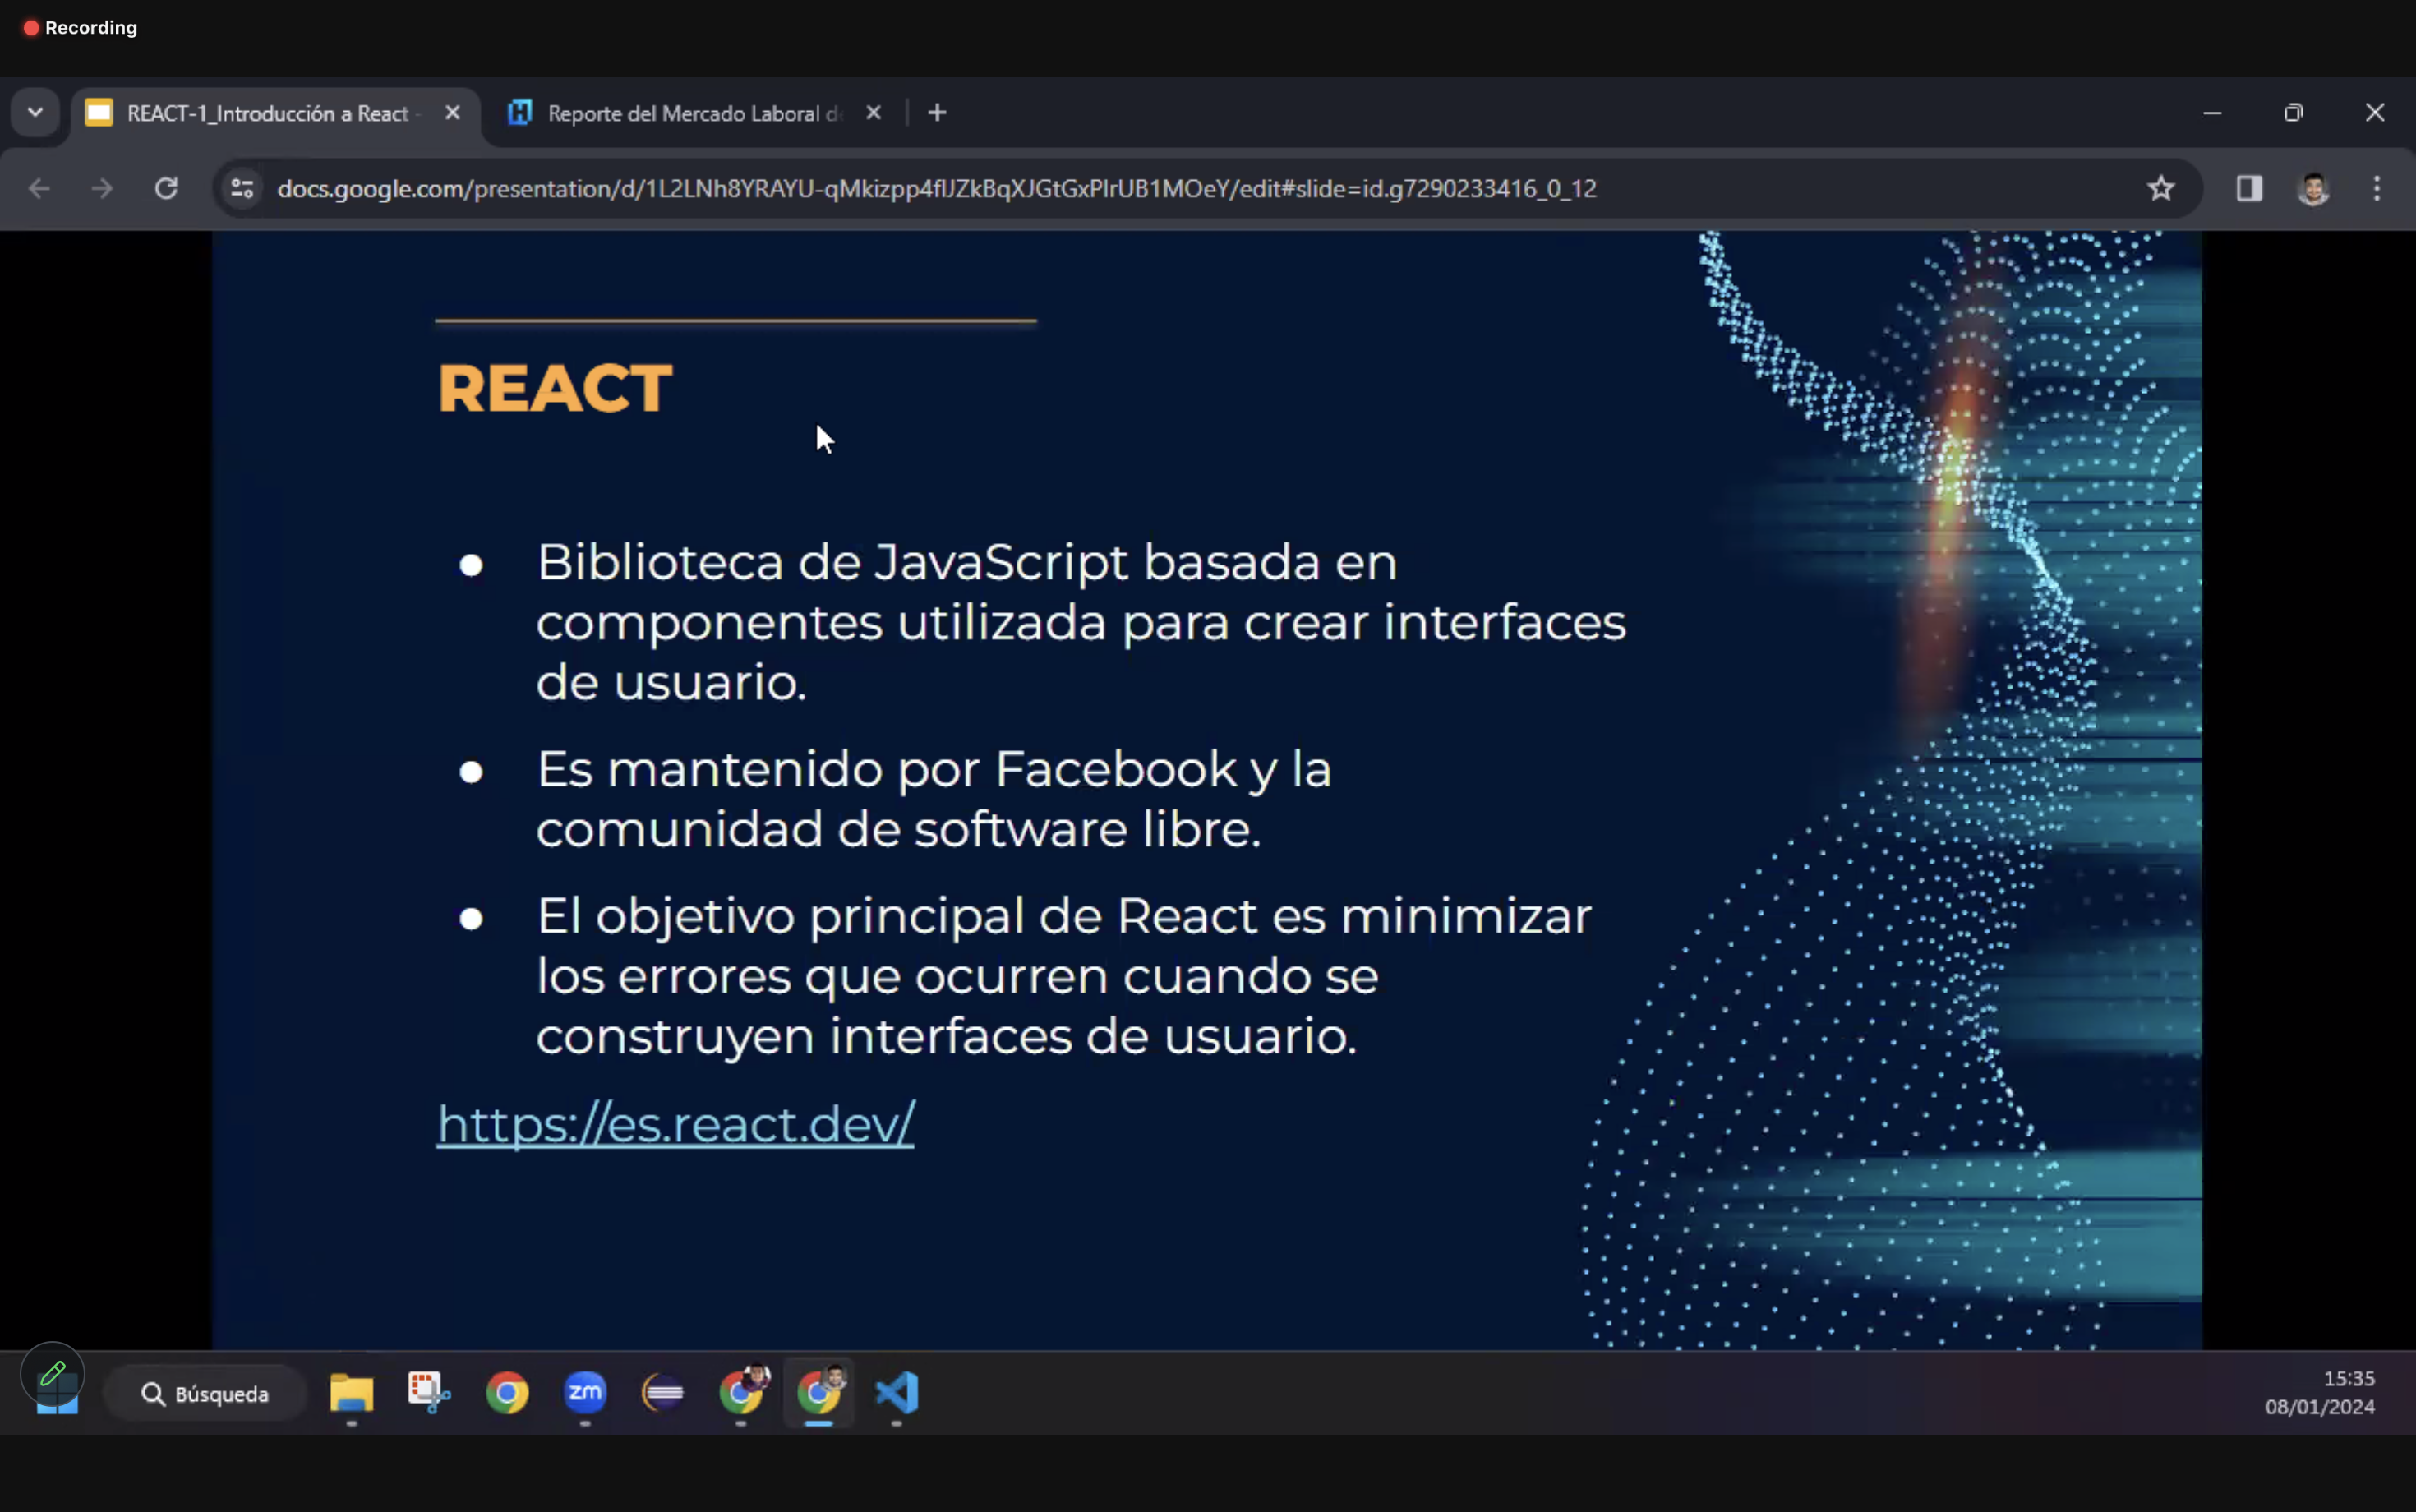 Recording
REACT-1_Introducción a React -
Reporte del Mercado Laboral de
docs.google.com/presentation/d/1L2LNh8YRAYU-qMkizpp4flJZkBqXJGtGxPlrUB1MOeY/edit#slide=id.g7290233416_0_12
REACT
● Biblioteca de JavaScript basada en
componentes utilizada para crear interfaces
de usuario.
● Es mantenido por Facebook y la
comunidad de software libre.
● El objetivo principal de React es minimizar
los errores que ocurren cuando se
construyen interfaces de usuario.
https://es.react.dev/
Búsqueda
zm
15:35
08/01/2024